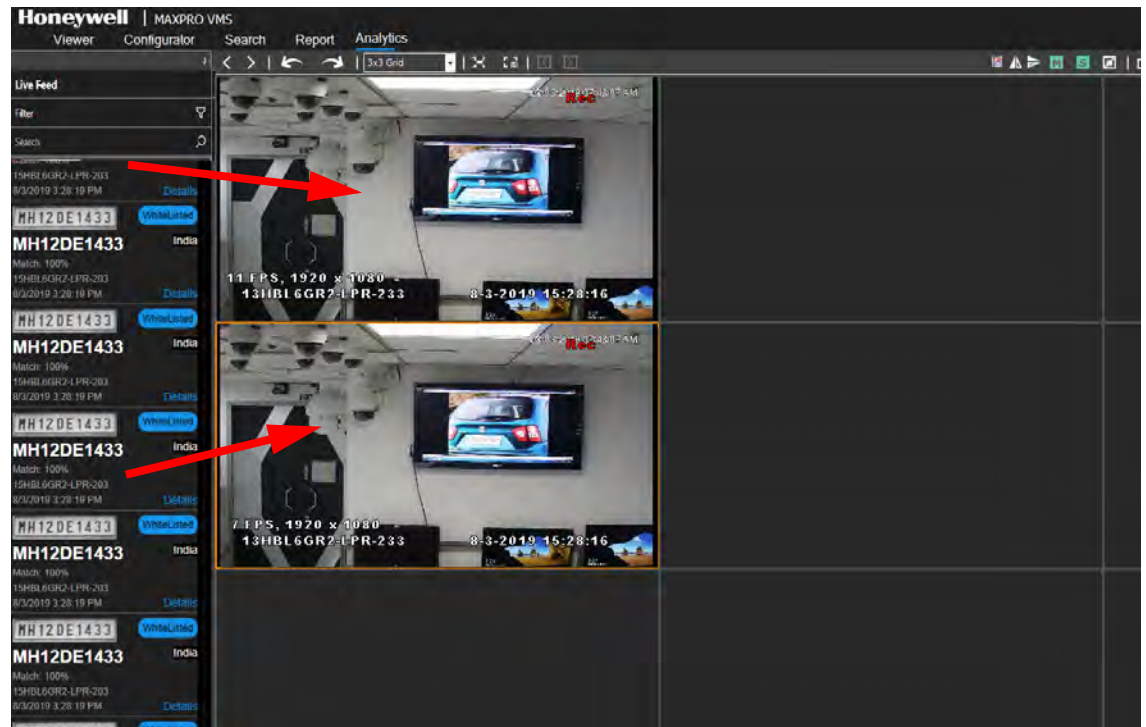 Honeywell | MAXPRO VMS
Viewer Configurator Search Report Analytics
3x3 Grid
Live Feed
Filter
Search
15HBL6GR2-LPR-203
8/3/2019 3:28:19 PM Details
MH12DE1433 WhiteListed
MH12DE1433 India
Match: 100%
15HBL6GR2-LPR-203
8/3/2019 3:28:19 PM Details
MH12DE1433 WhiteListed
MH12DE1433 India
Match: 100%
15HBL6GR2-LPR-203
8/3/2019 3:28:19 PM Details
MH12DE1433 WhiteListed
MH12DE1433 India
Match: 100%
15HBL6GR2-LPR-203
8/3/2019 3:28:19 PM Details
MH12DE1433 WhiteListed
MH12DE1433 India
Match: 100%
15HBL6GR2-LPR-203
8/3/2019 3:28:19 PM Details
MH12DE1433 WhiteListed
MH12DE1433 India
Match: 100%
15HBL6GR2-LPR-203
8/3/2019 3:28:19 PM Details
Rec
11 FPS, 1920 x 1080 -
13HBL6GR2-LPR-233 8-3-2019 15:28:16
Rec
7 FPS, 1920 x 1080 -
13HBL6GR2-LPR-233 8-3-2019 15:28:16